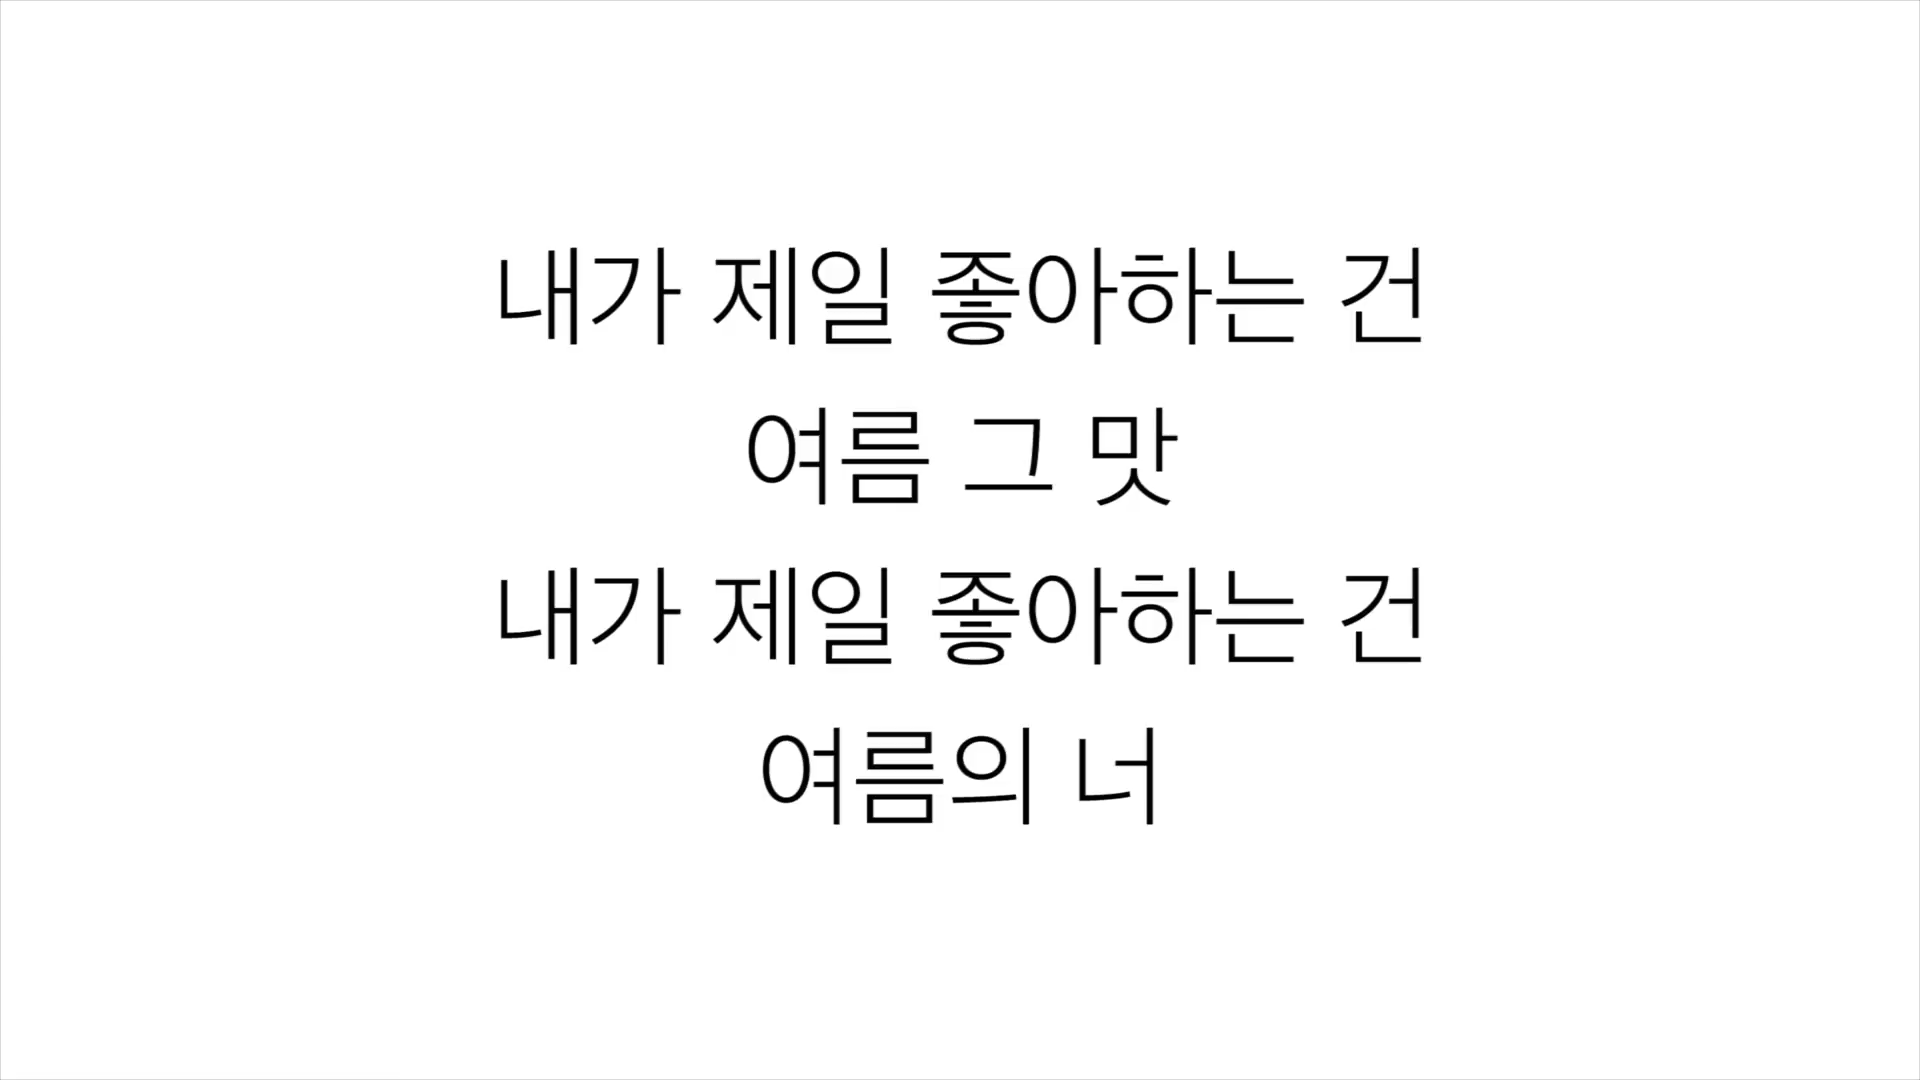 내가 제일 좋아하는 건
여름 그 맛
내가 제일 좋아하는 건
여름의 너